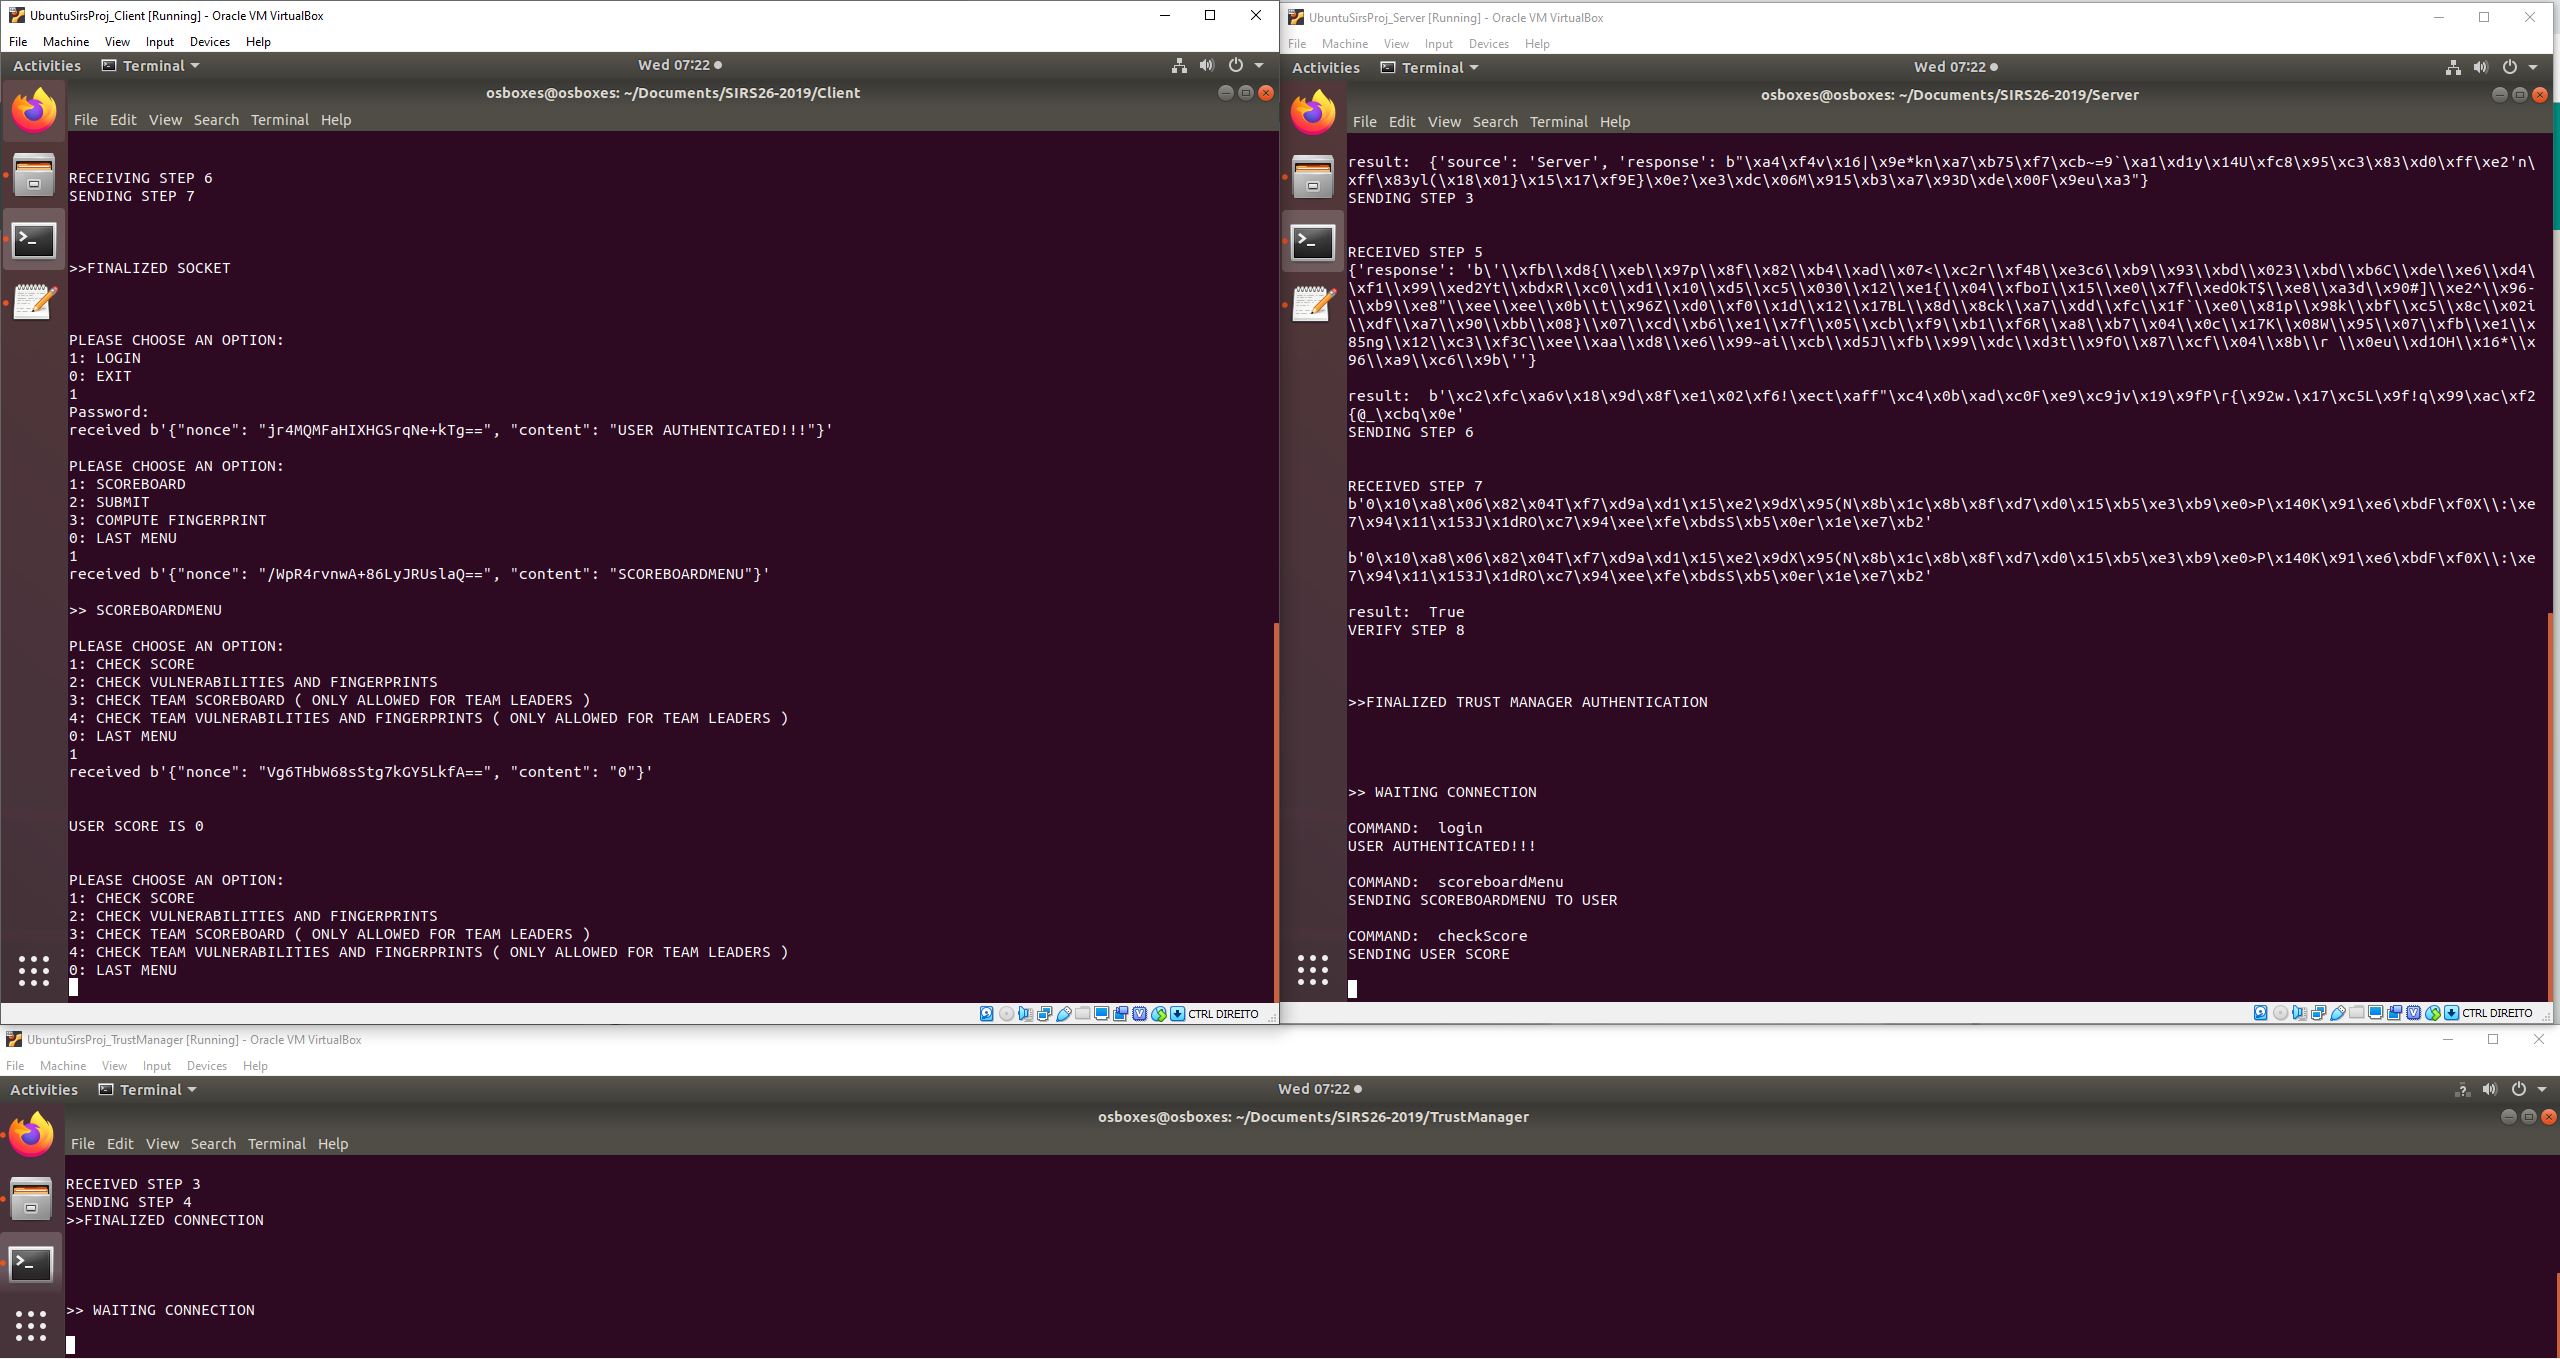 UbuntuSirsProj_Client [Running] - Oracle VM VirtualBox
File Machine View Input Devices Help
Activities Terminal Wed 07:22
osboxes@osboxes: ~/Documents/SIRS26-2019/Client
File Edit View Search Terminal Help
RECEIVING STEP 6
SENDING STEP 7
>>FINALIZED SOCKET
PLEASE CHOOSE AN OPTION:
1: LOGIN
0: EXIT
1
Password:
received b'{"nonce": "jr4MQMFaHIXHGSrqNe+kTg==", "content": "USER AUTHENTICATED!!!"}'
PLEASE CHOOSE AN OPTION:
1: SCOREBOARD
2: SUBMIT
3: COMPUTE FINGERPRINT
0: LAST MENU
1
received b'{"nonce": "/WpR4rvnwA+86LyJRUslaQ==", "content": "SCOREBOARDMENU"}'
>> SCOREBOARDMENU
PLEASE CHOOSE AN OPTION:
1: CHECK SCORE
2: CHECK VULNERABILITIES AND FINGERPRINTS
3: CHECK TEAM SCOREBOARD ( ONLY ALLOWED FOR TEAM LEADERS )
4: CHECK TEAM VULNERABILITIES AND FINGERPRINTS ( ONLY ALLOWED FOR TEAM LEADERS )
0: LAST MENU
1
received b'{"nonce": "Vg6THbW68sStg7kGY5LkfA==", "content": "0"}'
USER SCORE IS 0
PLEASE CHOOSE AN OPTION:
1: CHECK SCORE
2: CHECK VULNERABILITIES AND FINGERPRINTS
3: CHECK TEAM SCOREBOARD ( ONLY ALLOWED FOR TEAM LEADERS )
4: CHECK TEAM VULNERABILITIES AND FINGERPRINTS ( ONLY ALLOWED FOR TEAM LEADERS )
0: LAST MENU
CTRL DIREITO
UbuntuSirsProj_Server [Running] - Oracle VM VirtualBox
File Machine View Input Devices Help
Activities Terminal Wed 07:22
osboxes@osboxes: ~/Documents/SIRS26-2019/Server
File Edit View Search Terminal Help
result:  {'source': 'Server', 'response': b"\xa4\xf4v\x16|\x9e*kn\xa7\xb75\xf7\xcb~=9`\xa1\xd1y\x14U\xfc8\x95\xc3\x83\xd0\xff\xe2'n\
xff\x83yl(\x18\x01}\x15\x17\xf9E}\x0e?\xe3\xdc\x06M\x915\xb3\xa7\x93D\xde\x00F\x9eu\xa3"}
SENDING STEP 3
RECEIVED STEP 5
{'response': 'b\'\\xfb\\xd8{\\xeb\\x97p\\x8f\\x82\\xb4\\xad\\x07<\\xc2r\\xf4B\\xe3c6\\xb9\\x93\\xbd\\x023\\xbd\\xb6C\\xde\\xe6\\xd4\
\xf1\\x99\\xed2Yt\\xbdxR\\xc0\\xd1\\x10\\xd5\\xc5\\x030\\x12\\xe1{\\x04\\xfboI\\x15\\xe0\\x7f\\xedOkT$\\xe8\\xa3d\\x90#]\\xe2^\\x96-
\\xb9\\xe8"\\xee\\xee\\x0b\\t\\x96Z\\xd0\\xf0\\x1d\\x12\\x17BL\\x8d\\x8ck\\xa7\\xdd\\xfc\\x1f`\\xe0\\x81p\\x98k\\xbf\\xc5\\x8c\\x02i
\\xdf\\xa7\\x90\\xbb\\x08}\\x07\\xcd\\xb6\\xe1\\x7f\\x05\\xcb\\xf9\\xb1\\xf6R\\xa8\\xb7\\x04\\x0c\\x17K\\x08W\\x95\\x07\\xfb\\xe1\\x
85ng\\x12\\xc3\\xf3C\\xee\\xaa\\xd8\\xe6\\x99~ai\\xcb\\xd5J\\xfb\\x99\\xdc\\xd3t\\x9fO\\x87\\xcf\\x04\\x8b\\r \\x0eu\\xd1OH\\x16*\\x
96\\xa9\\xc6\\x9b\''}
result:  b'\xc2\xfc\xa6v\x18\x9d\x8f\xe1\x02\xf6!\xect\xaff"\xc4\x0b\xad\xc0F\xe9\xc9jv\x19\x9fP\r{\x92w.\x17\xc5L\x9f!q\x99\xac\xf2
{@_\xcbq\x0e'
SENDING STEP 6
RECEIVED STEP 7
b'0\x10\xa8\x06\x82\x04T\xf7\xd9a\xd1\x15\xe2\x9dX\x95(N\x8b\x1c\x8b\x8f\xd7\xd0\x15\xb5\xe3\xb9\xe0>P\x140K\x91\xe6\xbdF\xf0X\\:\xe
7\x94\x11\x153J\x1dRO\xc7\x94\xee\xfe\xbdsS\xb5\x0er\x1e\xe7\xb2'
b'0\x10\xa8\x06\x82\x04T\xf7\xd9a\xd1\x15\xe2\x9dX\x95(N\x8b\x1c\x8b\x8f\xd7\xd0\x15\xb5\xe3\xb9\xe0>P\x140K\x91\xe6\xbdF\xf0X\\:\xe
7\x94\x11\x153J\x1dRO\xc7\x94\xee\xfe\xbdsS\xb5\x0er\x1e\xe7\xb2'
result:  True
VERIFY STEP 8
>>FINALIZED TRUST MANAGER AUTHENTICATION
>> WAITING CONNECTION
COMMAND:  login
USER AUTHENTICATED!!!
COMMAND:  scoreboardMenu
SENDING SCOREBOARDMENU TO USER
COMMAND:  checkScore
SENDING USER SCORE
CTRL DIREITO
UbuntuSirsProj_TrustManager [Running] - Oracle VM VirtualBox
File Machine View Input Devices Help
Activities Terminal Wed 07:22
osboxes@osboxes: ~/Documents/SIRS26-2019/TrustManager
File Edit View Search Terminal Help
RECEIVED STEP 3
SENDING STEP 4
>>FINALIZED CONNECTION
>> WAITING CONNECTION